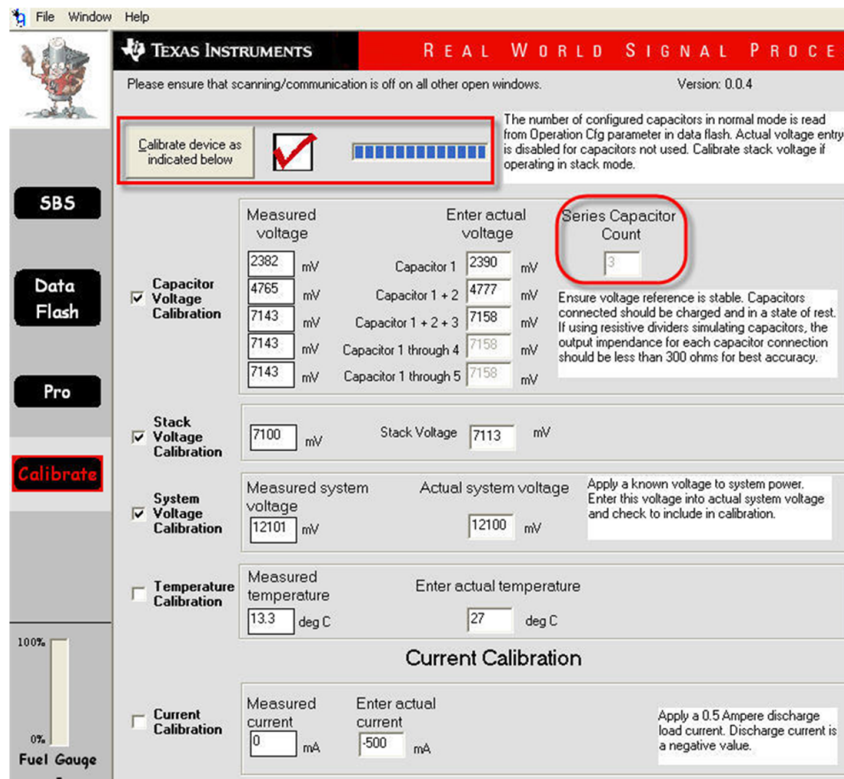 File Window Help
TEXAS INSTRUMENTS
REAL WORLD SIGNAL PROCE
Please ensure that scanning/communication is off on all other open windows.
Version: 0.0.4
Calibrate device as
indicated below
The number of configured capacitors in normal mode is read
from Operation Cfg parameter in data flash. Actual voltage entry
is disabled for capacitors not used. Calibrate stack voltage if
operating in stack mode.
SBS
Data
Flash
Pro
Calibrate
100%
0%
Fuel Gauge
Capacitor
Voltage
Calibration
Measured
voltage
Enter actual
voltage
Series Capacitor
Count
3
2382 mV Capacitor 1 2390 mV
4765 mV Capacitor 1 + 2 4777 mV
7143 mV Capacitor 1 + 2 + 3 7158 mV
7143 mV Capacitor 1 through 4 7158 mV
7143 mV Capacitor 1 through 5 7158 mV
Ensure voltage reference is stable. Capacitors
connected should be charged and in a state of rest.
If using resistive dividers simulating capacitors, the
output impendance for each capacitor connection
should be less than 300 ohms for best accuracy.
Stack
Voltage
Calibration
7100 mV Stack Voltage 7113 mV
System
Voltage
Calibration
Measured system
voltage
12101 mV
Actual system voltage
12100 mV
Apply a known voltage to system power.
Enter this voltage into actual system voltage
and check to include in calibration.
Temperature
Calibration
Measured
temperature
13.3 deg C
Enter actual temperature
27 deg C
Current Calibration
Current
Calibration
Measured
current
0 mA
Enter actual
current
-500 mA
Apply a 0.5 Ampere discharge
load current. Discharge current is
a negative value.